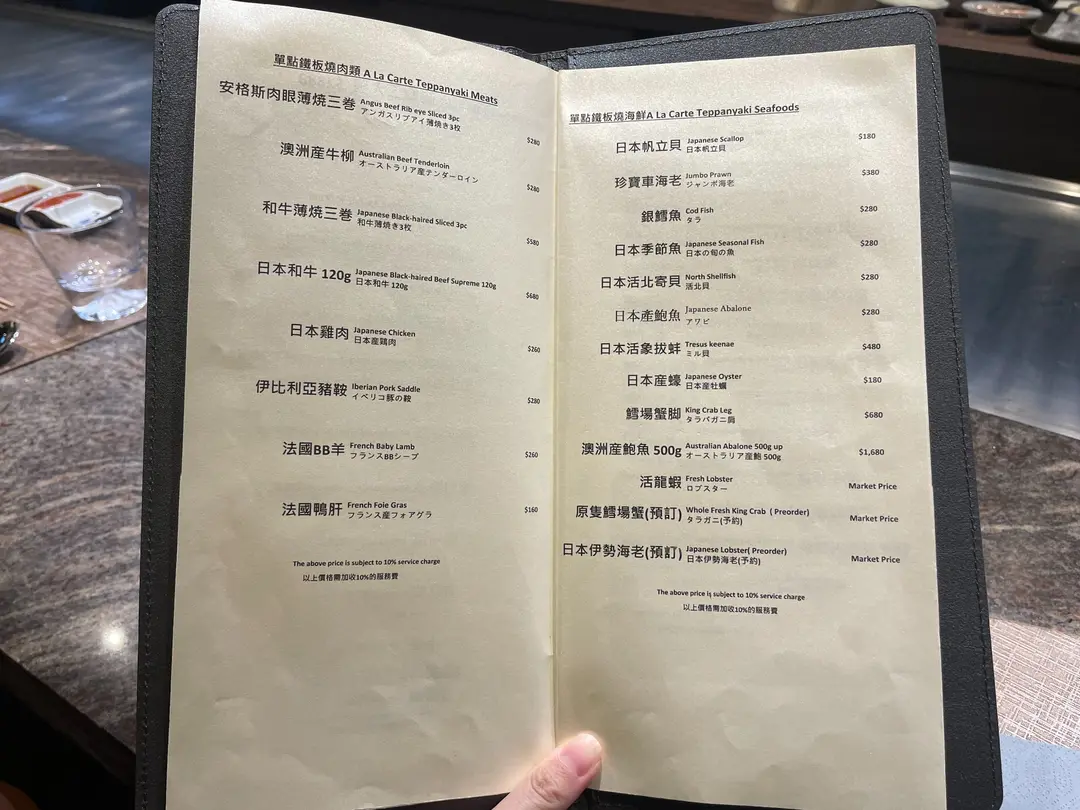 單點鐵板燒肉類 A La Carte Teppanyaki Meats
安格斯肉眼薄燒三巻 Angus Beef Rib eye Sliced 3pc
アンガスリブアイ薄焼き3枚
$280
澳洲産牛柳 Australian Beef Tenderloin
オーストラリア産テンダーロイン
$280
和牛薄燒三巻 Japanese Black-haired Sliced 3pc
和牛薄焼き3枚
$580
日本和牛 120g Japanese Black-haired Beef Supreme 120g
日本和牛 120g
$680
日本雞肉 Japanese Chicken
日本産鶏肉
$260
伊比利亞豬鞍 Iberian Pork Saddle
イベリコ豚の鞍
$280
法國BB羊 French Baby Lamb
フランスBBシープ
$260
法國鴨肝 French Foie Gras
フランス産フォアグラ
$160
The above price is subject to 10% service charge
以上價格需加收10%的服務費
單點鐵板燒海鮮A La Carte Teppanyaki Seafoods
日本帆立貝 Japanese Scallop $180
日本帆立貝
珍寶車海老 Jumbo Prawn $380
ジャンボ海老
銀鱈魚 Cod Fish $280
タラ
日本季節魚 Japanese Seasonal Fish $280
日本の旬の魚
日本活北寄貝 North Shellfish $280
活北貝
日本產鮑魚 Japanese Abalone $280
アワビ
日本活象拔蚌 Tresus keenae $480
ミル貝
日本産蠔 Japanese Oyster $180
日本産牡蠣
鱈場蟹脚 King Crab Leg $680
タラバガニ肩
澳洲産鮑魚 500g Australian Abalone 500g up $1,680
オーストラリア産鮑 500g
活龍蝦 Fresh Lobster Market Price
ロブスター
原隻鱈場蟹(預訂) Whole Fresh King Crab ( Preorder) Market Price
タラガニ(予約)
日本伊勢海老(預訂) Japanese Lobster( Preorder) Market Price
日本伊勢海老(予約)
The above price is subject to 10% service charge
以上價格需加收10%的服務費